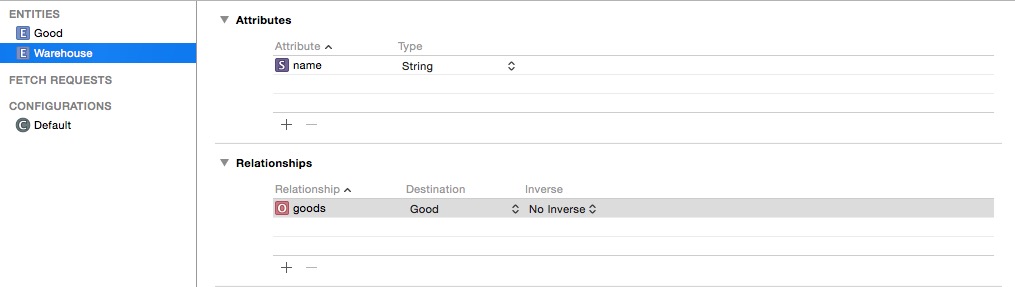 ENTITIES
E Good
E Warehouse
FETCH REQUESTS
CONFIGURATIONS
C Default
Attributes
Attribute Type
S name String
+ −
Relationships
Relationship Destination Inverse
O goods Good No Inverse
+ −